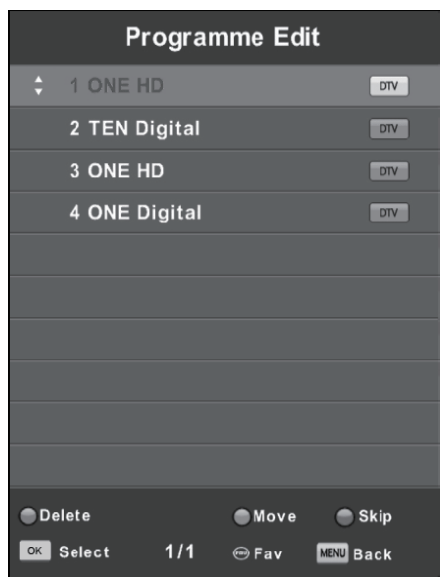 Programme Edit
1 ONE HD DTV
2 TEN Digital DTV
3 ONE HD DTV
4 ONE Digital DTV
Delete Move Skip
OK Select 1/1 Fav MENU Back